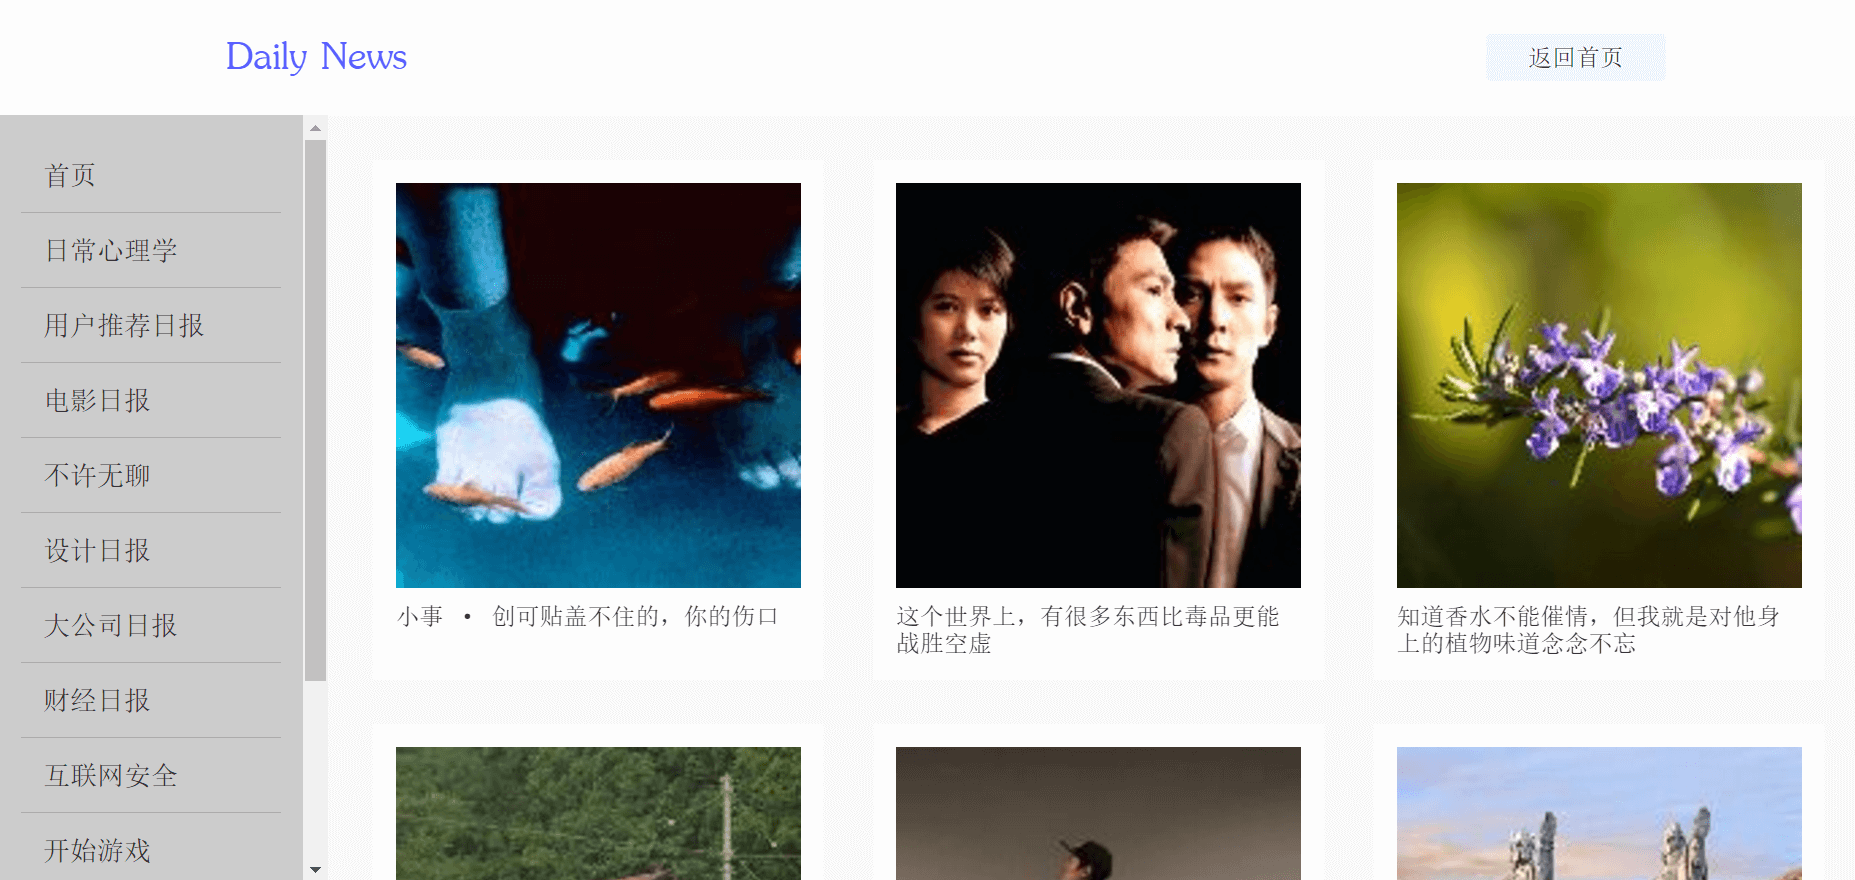 Daily News
返回首页
首页
日常心理学
用户推荐日报
电影日报
不许无聊
设计日报
大公司日报
财经日报
互联网安全
开始游戏
小事 · 创可贴盖不住的，你的伤口
这个世界上，有很多东西比毒品更能
战胜空虚
知道香水不能催情，但我就是对他身
上的植物味道念念不忘